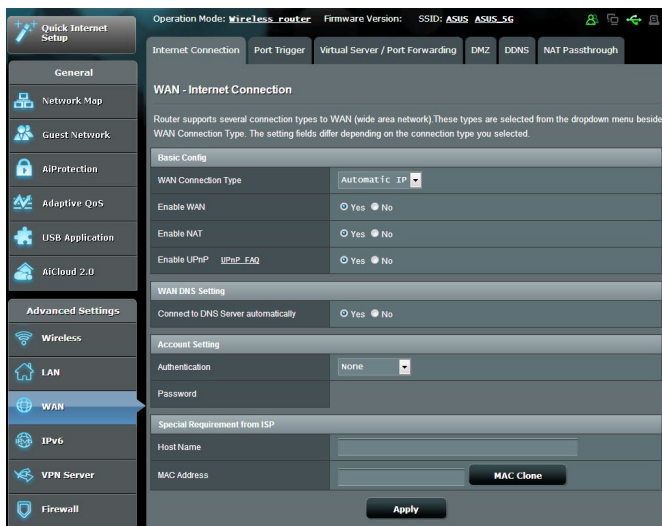 Quick Internet
Setup
General
Network Map
Guest Network
AiProtection
Adaptive QoS
USB Application
AiCloud 2.0
Advanced Settings
Wireless
LAN
WAN
IPv6
VPN Server
Firewall
Operation Mode: Wireless router Firmware Version: SSID: ASUS ASUS_5G
Internet Connection Port Trigger Virtual Server / Port Forwarding DMZ DDNS NAT Passthrough
WAN - Internet Connection
Router supports several connection types to WAN (wide area network).These types are selected from the dropdown menu beside
WAN Connection Type. The setting fields differ depending on the connection type you selected.
Basic Config
WAN Connection Type Automatic IP
Enable WAN Yes No
Enable NAT Yes No
Enable UPnP UPnP FAQ Yes No
WAN DNS Setting
Connect to DNS Server automatically Yes No
Account Setting
Authentication None
Password
Special Requirement from ISP
Host Name
MAC Address MAC Clone
Apply